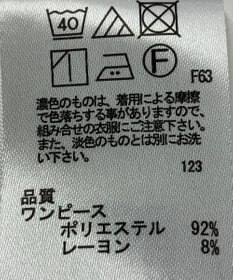 40
F
F63
濃色のものは、着用による摩擦
で色落ちする事がありますので、
組み合せの衣服にご注意下さい。
また、淡色のものとは別にお洗
い下さい。
123
品質
ワンピース
ポリエステル 92%
レーヨン 8%